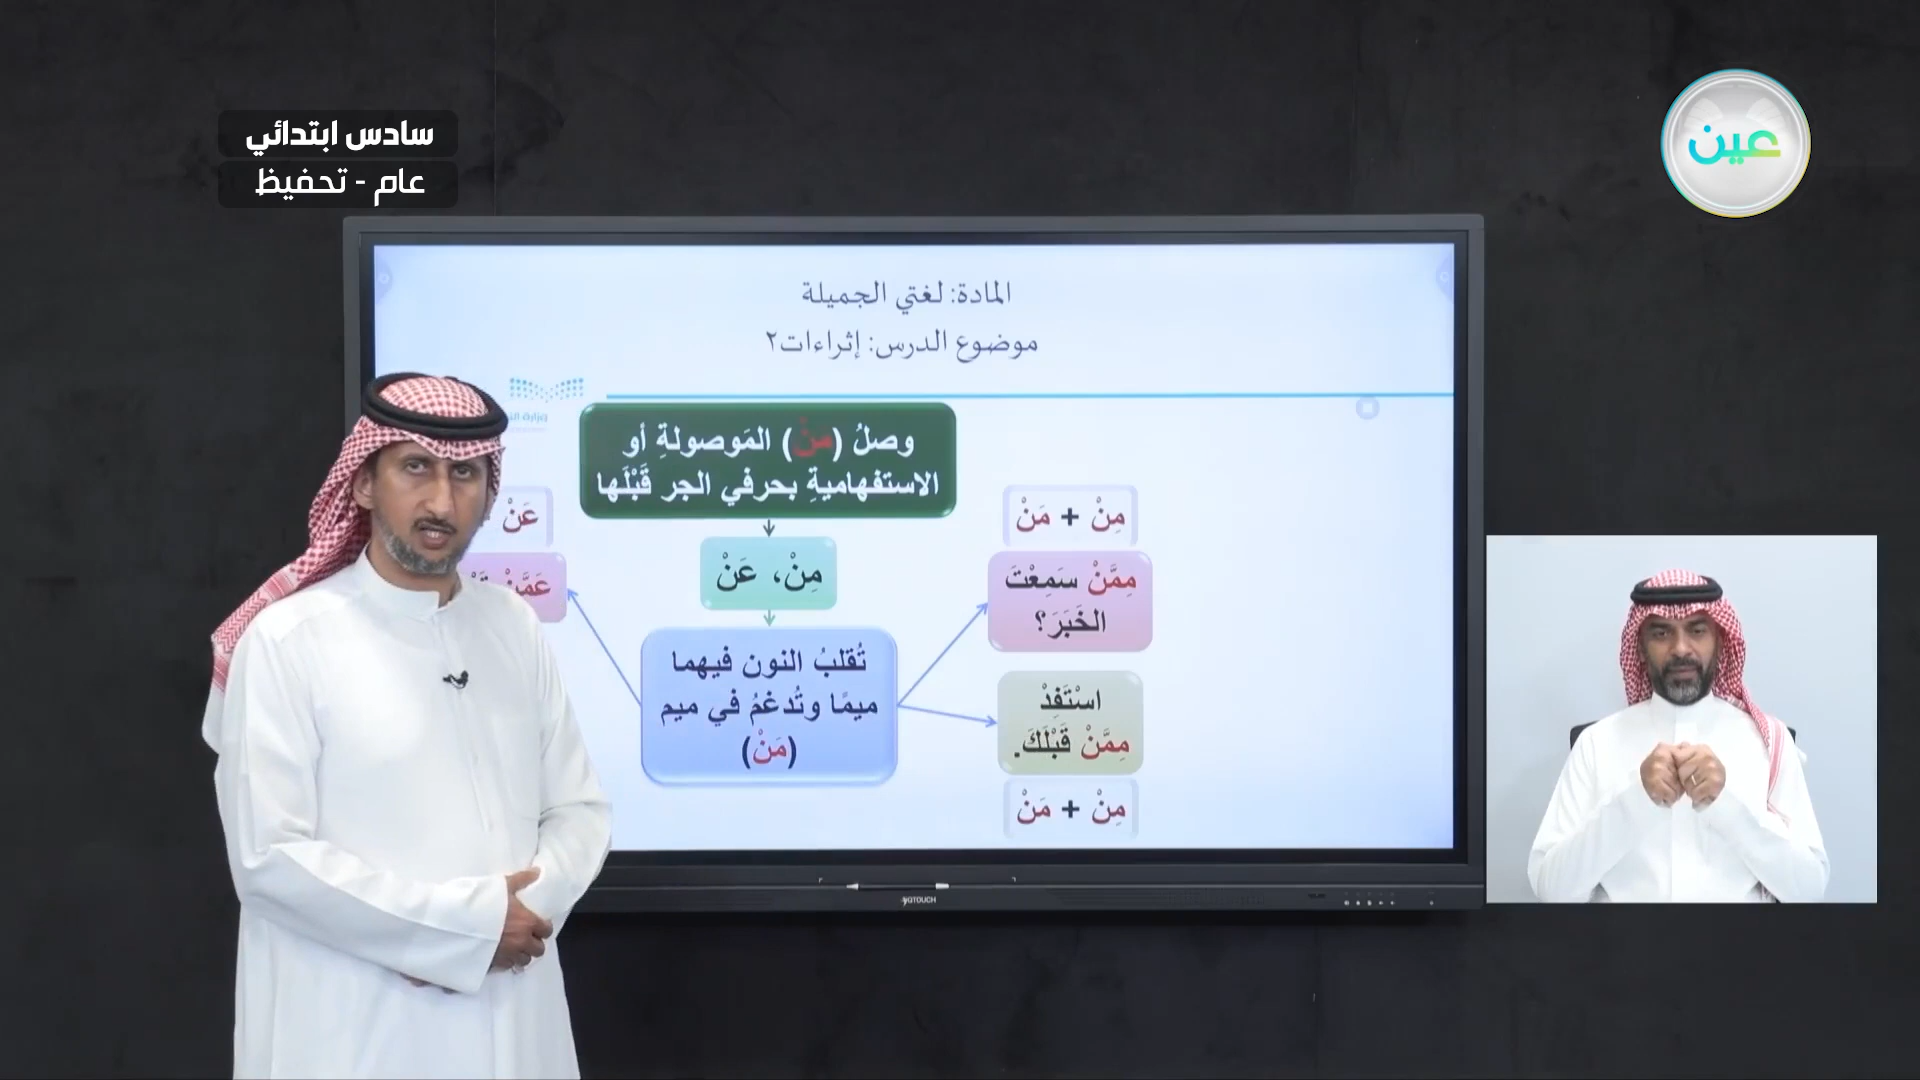 سادس ابتدائي
عام - تحفيظ
عين
المادة: لغتي الجميلة
موضوع الدرس: إثراءات٢
وزارة
وصلُ (مِنْ) المَوصولةِ أو
الاستفهاميةِ بحرفي الجر قَبْلَها
مِنْ، عَنْ
تُقلبُ النون فيهما
ميمًا وتُدغمُ في ميم
(مَنْ)
مِنْ + مَنْ
مِمَّنْ سَمِعْتَ
الخَبَرَ؟
اسْتَفِدْ
مِمَّنْ قَبْلَكَ.
مِنْ + مَنْ
عَنْ
عَمَّنْ